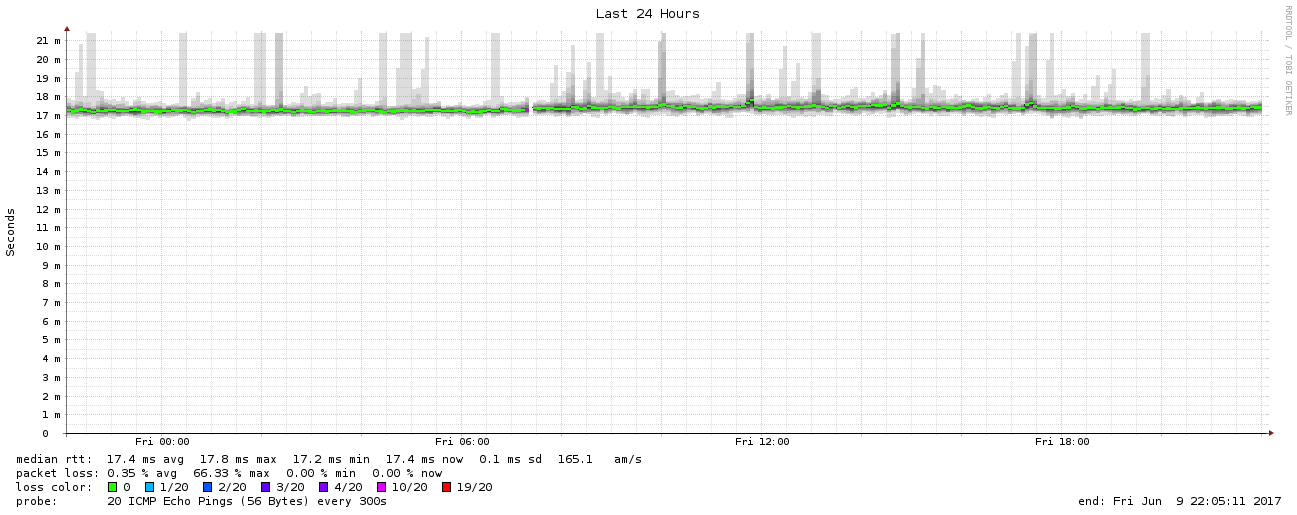 Last 24 Hours
RRDTOOL / TOBI OETIKER
Seconds
21 m
20 m
19 m
18 m
17 m
16 m
15 m
14 m
13 m
12 m
11 m
10 m
9 m
8 m
7 m
6 m
5 m
4 m
3 m
2 m
1 m
0
Fri 00:00 Fri 06:00 Fri 12:00 Fri 18:00
median rtt: 17.4 ms avg 17.8 ms max 17.2 ms min 17.4 ms now 0.1 ms sd 165.1 am/s
packet loss: 0.35 % avg 66.33 % max 0.00 % min 0.00 % now
loss color: 0 1/20 2/20 3/20 4/20 10/20 19/20
probe: 20 ICMP Echo Pings (56 Bytes) every 300s end: Fri Jun 9 22:05:11 2017